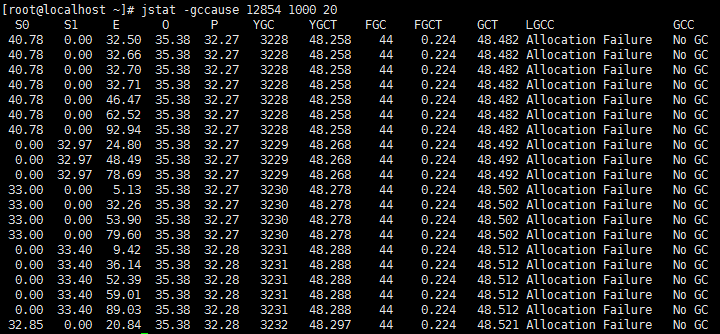 [root@localhost ~]# jstat -gccause 12854 1000 20
S0 S1 E O P YGC YGCT FGC FGCT GCT LGCC GCC
40.78 0.00 32.50 35.38 32.27 3228 48.258 44 0.224 48.482 Allocation Failure No GC
40.78 0.00 32.66 35.38 32.27 3228 48.258 44 0.224 48.482 Allocation Failure No GC
40.78 0.00 32.70 35.38 32.27 3228 48.258 44 0.224 48.482 Allocation Failure No GC
40.78 0.00 32.71 35.38 32.27 3228 48.258 44 0.224 48.482 Allocation Failure No GC
40.78 0.00 46.47 35.38 32.27 3228 48.258 44 0.224 48.482 Allocation Failure No GC
40.78 0.00 62.52 35.38 32.27 3228 48.258 44 0.224 48.482 Allocation Failure No GC
40.78 0.00 92.94 35.38 32.27 3228 48.258 44 0.224 48.482 Allocation Failure No GC
0.00 32.97 24.80 35.38 32.27 3229 48.268 44 0.224 48.492 Allocation Failure No GC
0.00 32.97 48.49 35.38 32.27 3229 48.268 44 0.224 48.492 Allocation Failure No GC
0.00 32.97 78.69 35.38 32.27 3229 48.268 44 0.224 48.492 Allocation Failure No GC
33.00 0.00 5.13 35.38 32.27 3230 48.278 44 0.224 48.502 Allocation Failure No GC
33.00 0.00 32.26 35.38 32.27 3230 48.278 44 0.224 48.502 Allocation Failure No GC
33.00 0.00 53.90 35.38 32.27 3230 48.278 44 0.224 48.502 Allocation Failure No GC
33.00 0.00 79.60 35.38 32.27 3230 48.278 44 0.224 48.502 Allocation Failure No GC
0.00 33.40 9.42 35.38 32.28 3231 48.288 44 0.224 48.512 Allocation Failure No GC
0.00 33.40 36.14 35.38 32.28 3231 48.288 44 0.224 48.512 Allocation Failure No GC
0.00 33.40 52.39 35.38 32.28 3231 48.288 44 0.224 48.512 Allocation Failure No GC
0.00 33.40 59.01 35.38 32.28 3231 48.288 44 0.224 48.512 Allocation Failure No GC
0.00 33.40 89.03 35.38 32.28 3231 48.288 44 0.224 48.512 Allocation Failure No GC
32.85 0.00 20.84 35.38 32.28 3232 48.297 44 0.224 48.521 Allocation Failure No GC